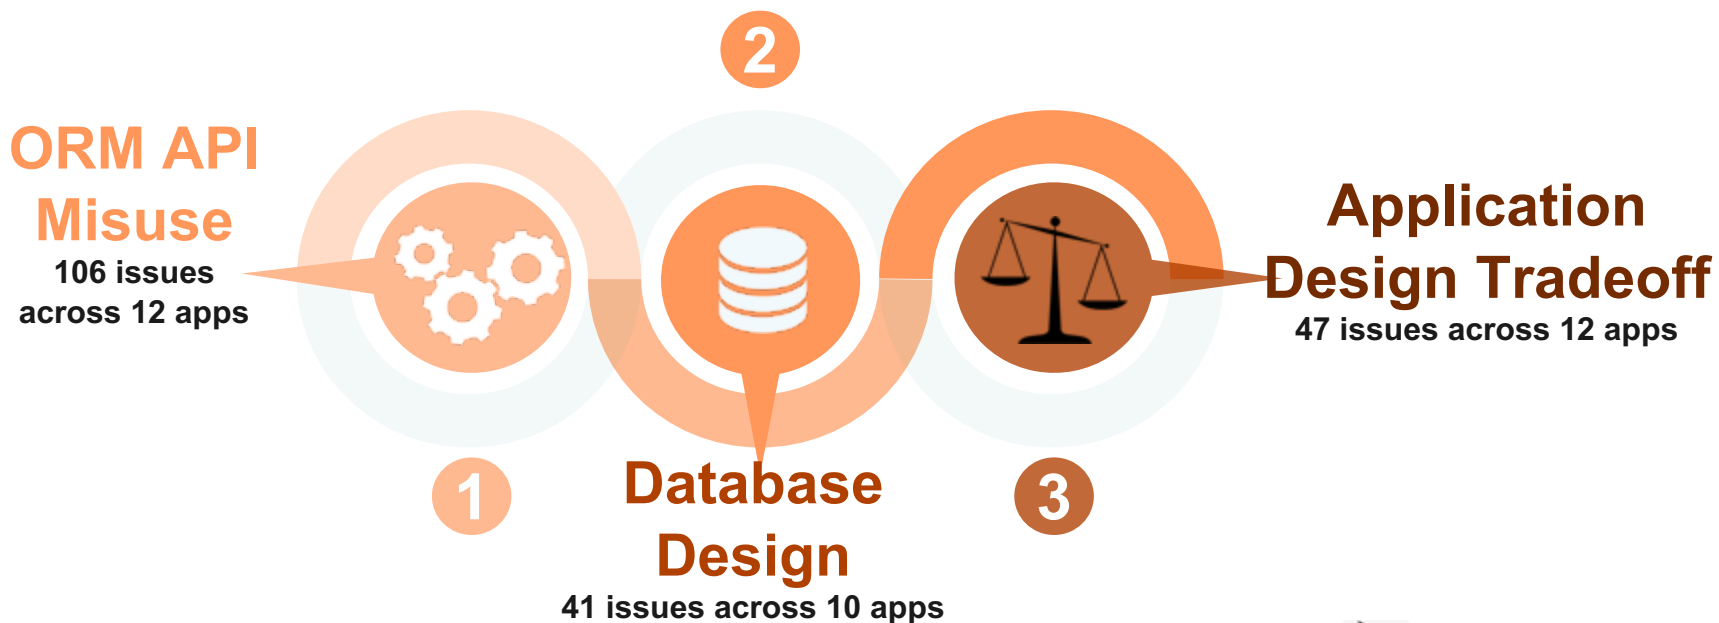 2
ORM API
Misuse
106 issues
across 12 apps
Application
Design Tradeoff
47 issues across 12 apps
1
Database
Design
41 issues across 10 apps
3